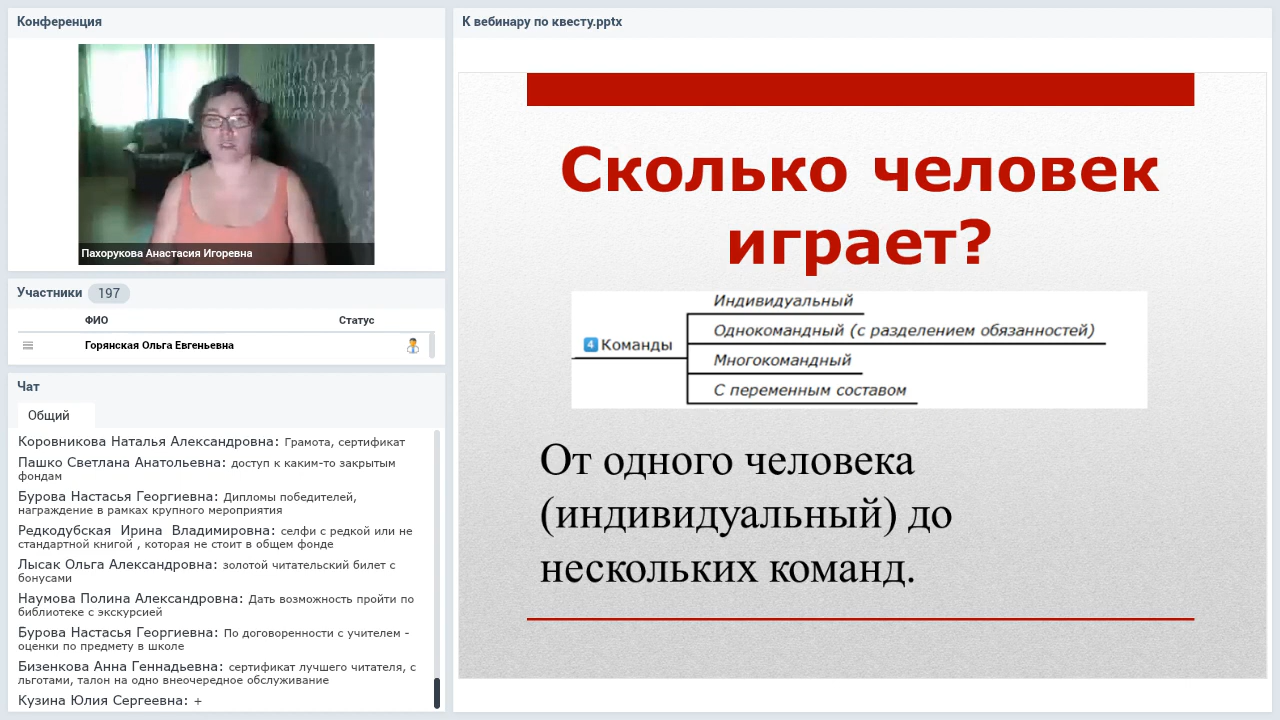 Конференция
Пахорукова Анастасия Игоревна
Участники 197
ФИО Статус
Горянская Ольга Евгеньевна
Чат
Общий
Коровникова Наталья Александровна: Грамота, сертификат
Пашко Светлана Анатольевна: доступ к каким-то закрытым
фондам
Бурова Настасья Георгиевна: Дипломы победителей,
награждение в рамках крупного мероприятия
Редкодубская Ирина Владимировна: селфи с редкой или не
стандартной книгой , которая не стоит в общем фонде
Лысак Ольга Александровна: золотой читательский билет с
бонусами
Наумова Полина Александровна: Дать возможность пройти по
библиотеке с экскурсией
Бурова Настасья Георгиевна: По договоренности с учителем -
оценки по предмету в школе
Бизенкова Анна Геннадьевна: сертификат лучшего читателя, с
льготами, талон на одно внеочередное обслуживание
Кузина Юлия Сергеевна: +
К вебинару по квесту.pptx
Сколько человек
играет?
4 Команды
Индивидуальный
Однокомандный (с разделением обязанностей)
Многокомандный
С переменным составом
От одного человека
(индивидуальный) до
нескольких команд.